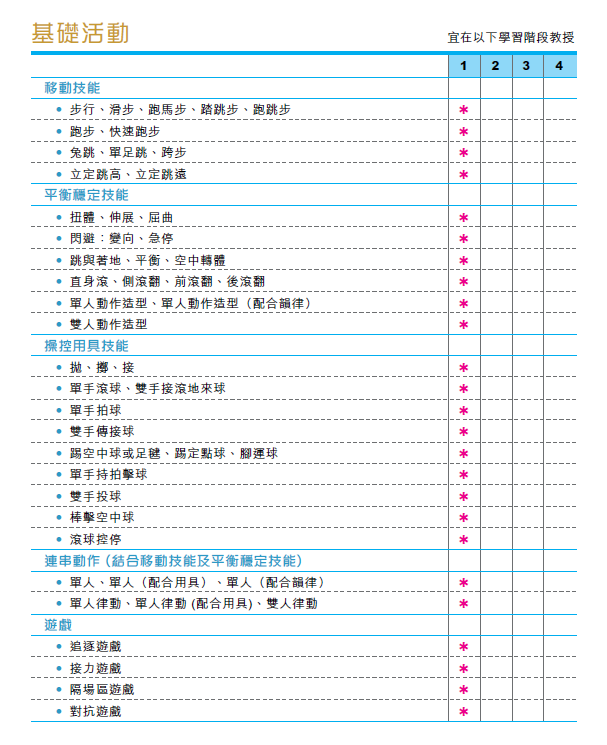 基礎活動
宜在以下學習階段教授
1 2 3 4
移動技能
• 步行、滑步、跑馬步、踏跳步、跑跳步 *
• 跑步、快速跑步 *
• 兔跳、單足跳、跨步 *
• 立定跳高、立定跳遠 *
平衡穩定技能
• 扭體、伸展、屈曲 *
• 閃避：變向、急停 *
• 跳與著地、平衡、空中轉體 *
• 直身滾、側滾翻、前滾翻、後滾翻 *
• 單人動作造型、單人動作造型（配合韻律） *
• 雙人動作造型 *
操控用具技能
• 拋、擲、接 *
• 單手滾球、雙手接滾地來球 *
• 單手拍球 *
• 雙手傳接球 *
• 踢空中球或足毽、踢定點球、腳運球 *
• 單手持拍擊球 *
• 雙手投球 *
• 棒擊空中球 *
• 滾球控停 *
連串動作（結合移動技能及平衡穩定技能）
• 單人、單人（配合用具）、單人（配合韻律） *
• 單人律動、單人律動 (配合用具)、雙人律動 *
遊戲
• 追逐遊戲 *
• 接力遊戲 *
• 隔場區遊戲 *
• 對抗遊戲 *